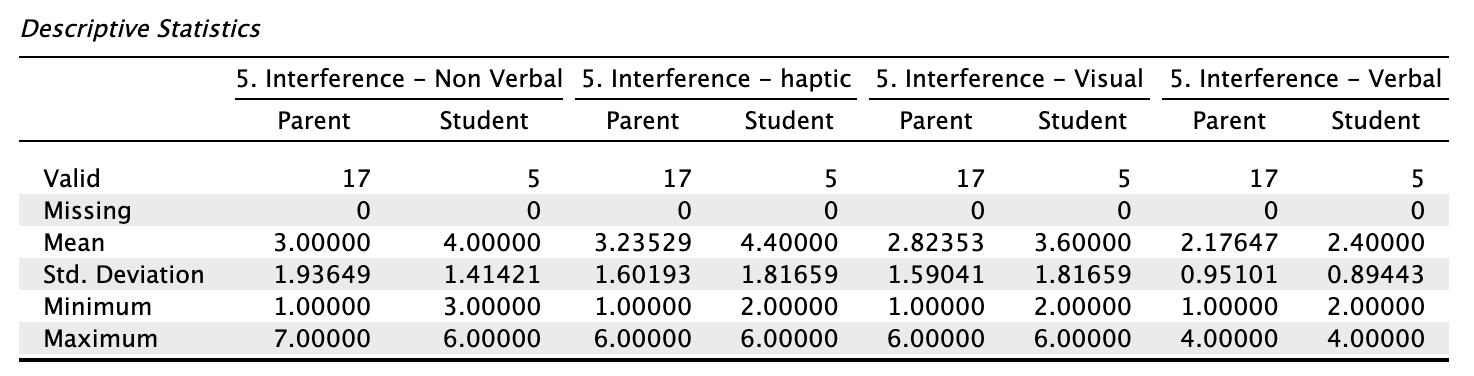 Descriptive Statistics
5. Interference – Non Verbal 5. Interference – haptic 5. Interference – Visual 5. Interference – Verbal
Parent Student Parent Student Parent Student Parent Student
Valid 17 5 17 5 17 5 17 5
Missing 0 0 0 0 0 0 0 0
Mean 3.00000 4.00000 3.23529 4.40000 2.82353 3.60000 2.17647 2.40000
Std. Deviation 1.93649 1.41421 1.60193 1.81659 1.59041 1.81659 0.95101 0.89443
Minimum 1.00000 3.00000 1.00000 2.00000 1.00000 2.00000 1.00000 2.00000
Maximum 7.00000 6.00000 6.00000 6.00000 6.00000 6.00000 4.00000 4.00000